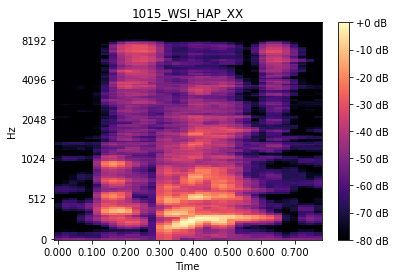 1015_WSI_HAP_XX
8192
4096
2048
1024
512
0
Hz
0.000 0.100 0.200 0.300 0.400 0.500 0.600 0.700
Time
+0 dB
-10 dB
-20 dB
-30 dB
-40 dB
-50 dB
-60 dB
-70 dB
-80 dB